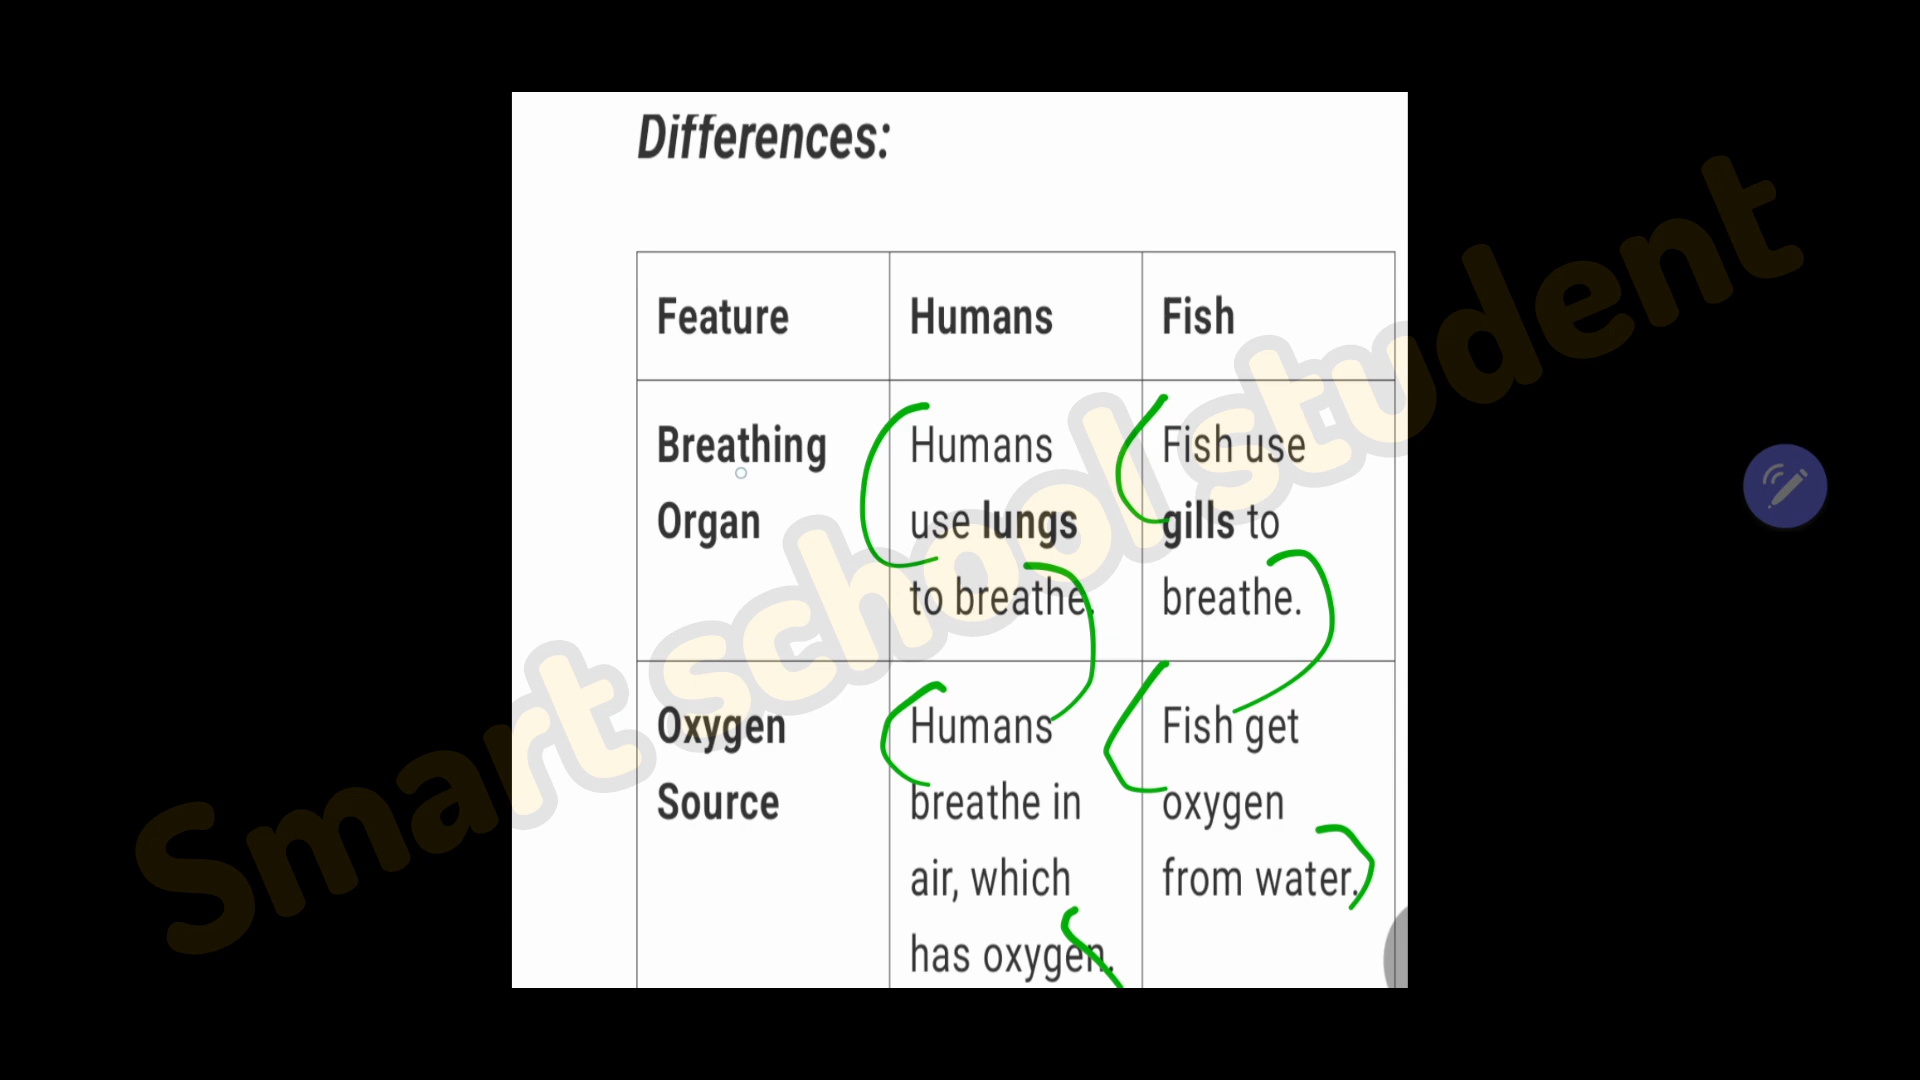 Differences:
Feature
Humans
Fish
Breathing
Organ
Humans
use lungs
to breathe.
Fish use
gills to
breathe.
Oxygen
Source
Humans
breathe in
air, which
has oxygen.
Fish get
oxygen
from water.
Smart school student